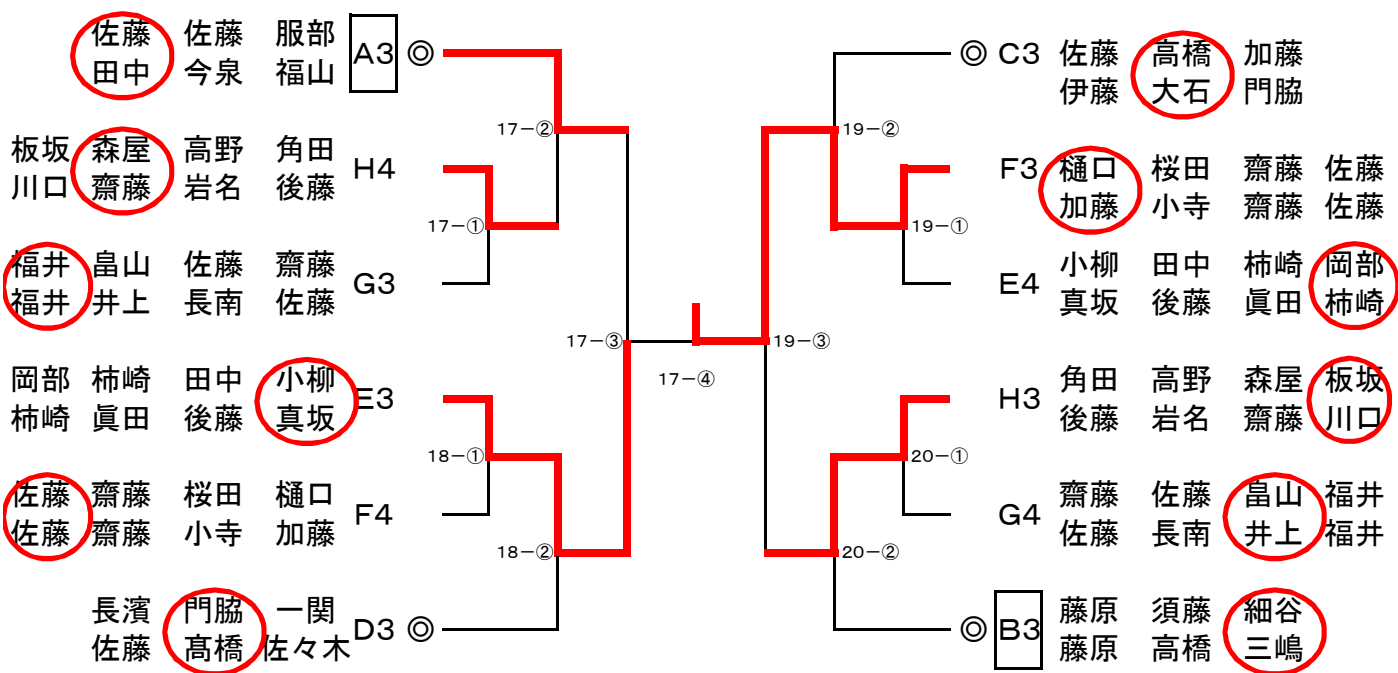 佐藤 佐藤 服部
田中 今泉 福山
A3 ◎
板坂 森屋 高野 角田
川口 齋藤 岩名 後藤
H4
福井 畠山 佐藤 齋藤
福井 井上 長南 佐藤
G3
岡部 柿崎 田中 小柳
柿崎 眞田 後藤 真坂
E3
佐藤 齋藤 桜田 樋口
佐藤 齋藤 小寺 加藤
F4
長濱 門脇 一関
佐藤 髙橋 佐々木
D3 ◎
17-②
17-①
17-③
18-①
18-②
17-④
19-②
19-①
19-③
20-①
20-②
◎ C3
佐藤 高橋 加藤
伊藤 大石 門脇
F3
樋口 桜田 齋藤 佐藤
加藤 小寺 齋藤 佐藤
E4
小柳 田中 柿崎 岡部
真坂 後藤 眞田 柿崎
H3
角田 高野 森屋 板坂
後藤 岩名 齋藤 川口
G4
齋藤 佐藤 畠山 福井
佐藤 長南 井上 福井
◎ B3
藤原 須藤 細谷
藤原 高橋 三嶋